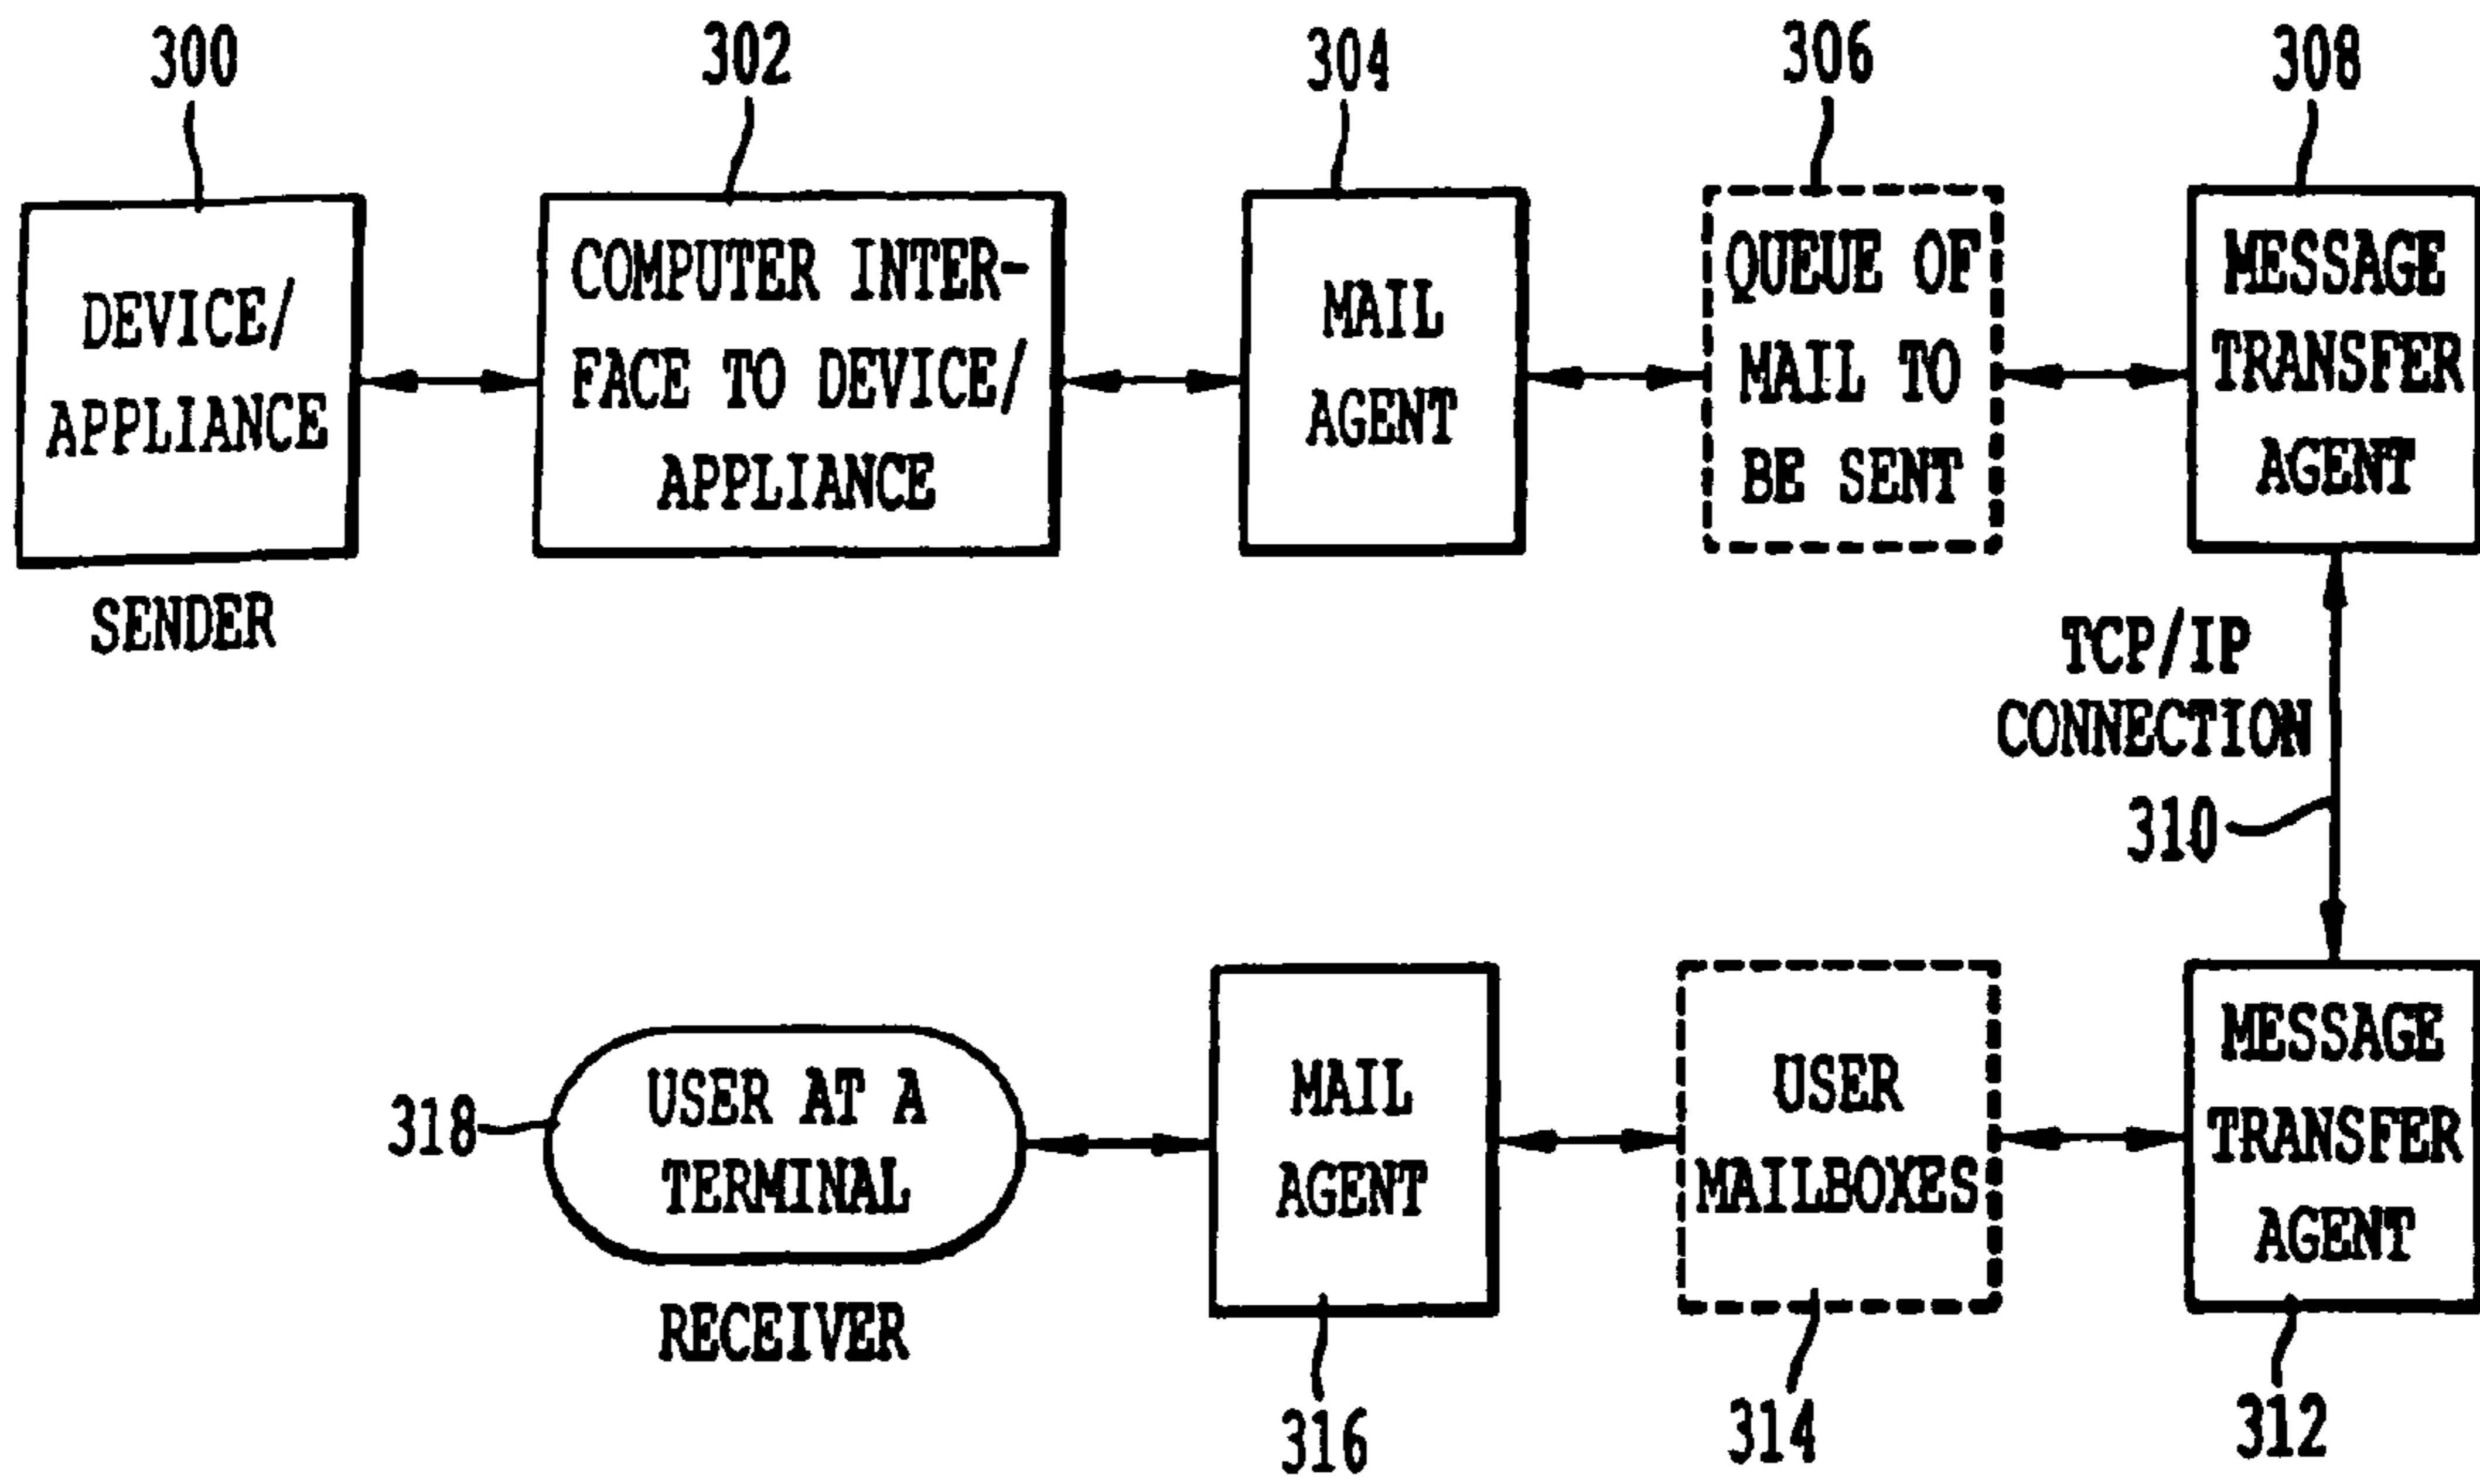 300
302
304
306
308
DEVICE/
APPLIANCE
SENDER
COMPUTER INTER-
FACE TO DEVICE/
APPLIANCE
MAIL
AGENT
QUEUE OF
MAIL TO
BE SENT
MESSAGE
TRANSFER
AGENT
TCP/IP
CONNECTION
310
318
USER AT A
TERMINAL
RECEIVER
MAIL
AGENT
USER
MAILBOXES
MESSAGE
TRANSFER
AGENT
316
314
312